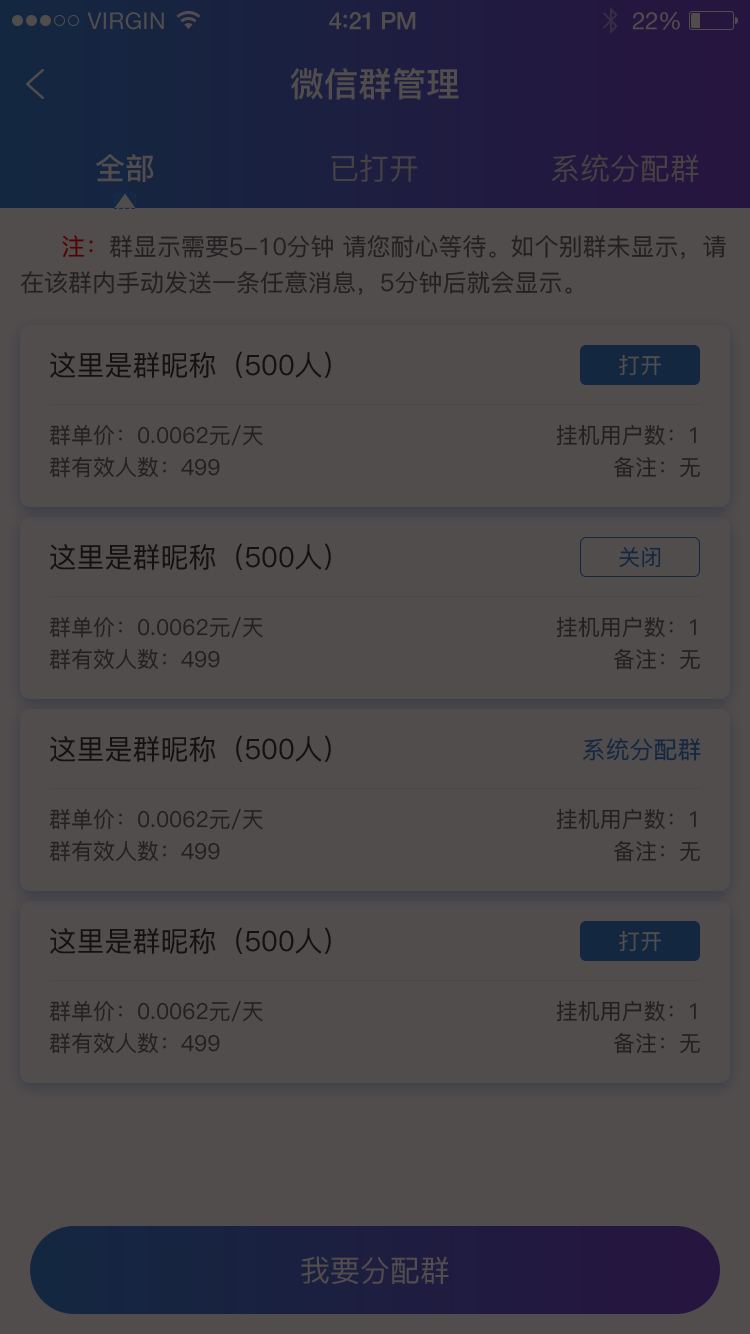 VIRGIN 4:21 PM 22%
微信群管理
全部 已打开 系统分配群
注：群显示需要5-10分钟 请您耐心等待。如个别群未显示，请
在该群内手动发送一条任意消息，5分钟后就会显示。
这里是群昵称（500人） 打开
群单价：0.0062元/天 挂机用户数：1
群有效人数：499 备注：无
这里是群昵称（500人） 关闭
群单价：0.0062元/天 挂机用户数：1
群有效人数：499 备注：无
这里是群昵称（500人） 系统分配群
群单价：0.0062元/天 挂机用户数：1
群有效人数：499 备注：无
这里是群昵称（500人） 打开
群单价：0.0062元/天 挂机用户数：1
群有效人数：499 备注：无
我要分配群